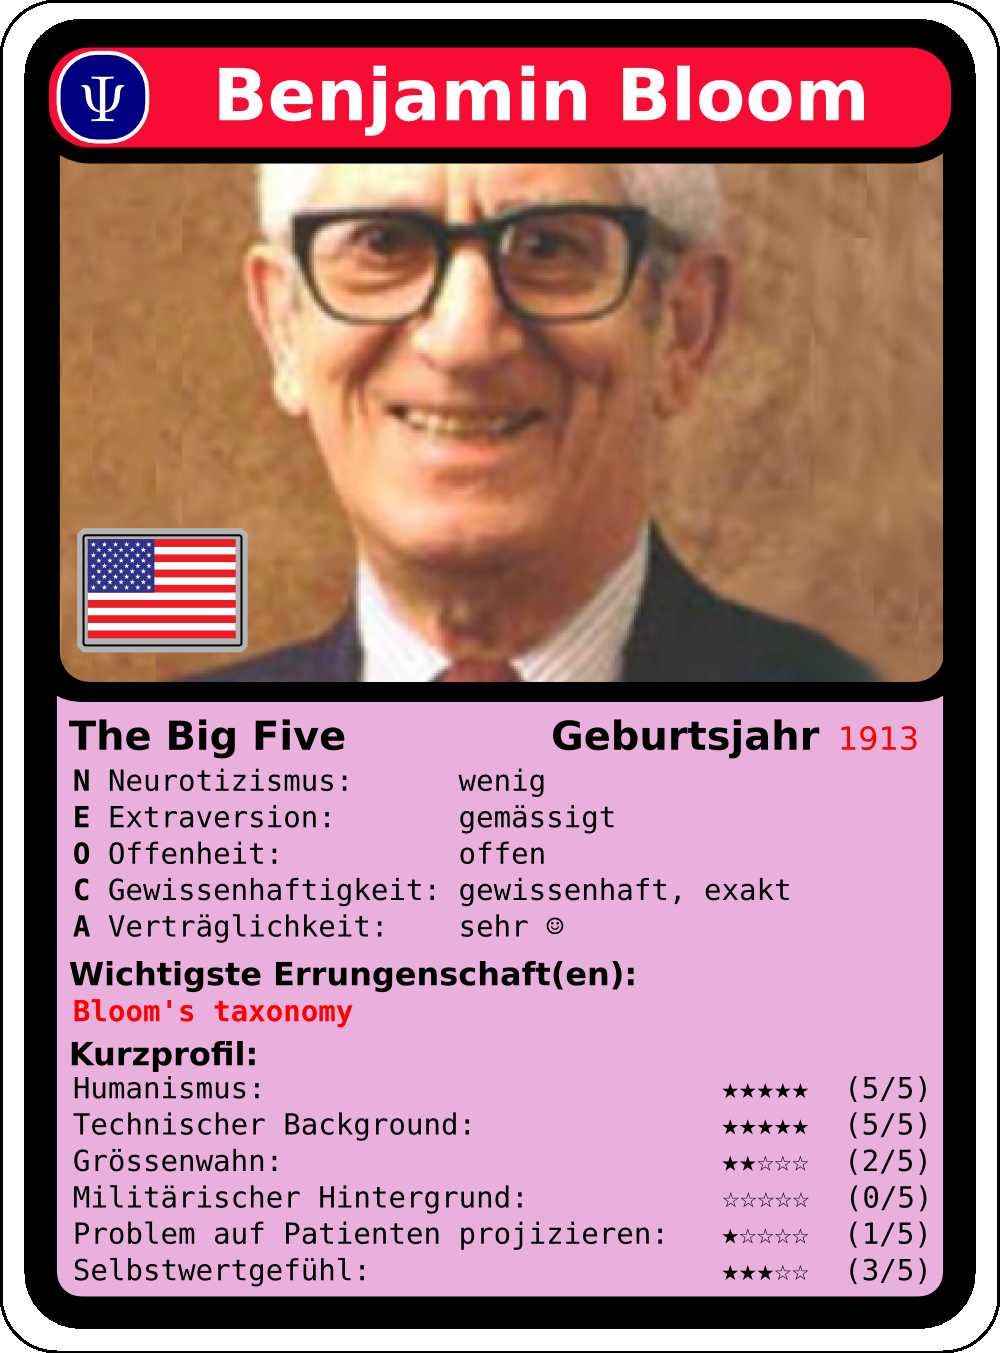 Ψ Benjamin Bloom
The Big Five Geburtsjahr 1913
N Neurotizismus: wenig
E Extraversion: gemässigt
O Offenheit: offen
C Gewissenhaftigkeit: gewissenhaft, exakt
A Verträglichkeit: sehr ☺
Wichtigste Errungenschaft(en):
Bloom's taxonomy
Kurzprofil:
Humanismus: ★★★★★ (5/5)
Technischer Background: ★★★★★ (5/5)
Grössenwahn: ★★☆☆☆ (2/5)
Militärischer Hintergrund: ☆☆☆☆☆ (0/5)
Problem auf Patienten projizieren: ★☆☆☆☆ (1/5)
Selbstwertgefühl: ★★★☆☆ (3/5)